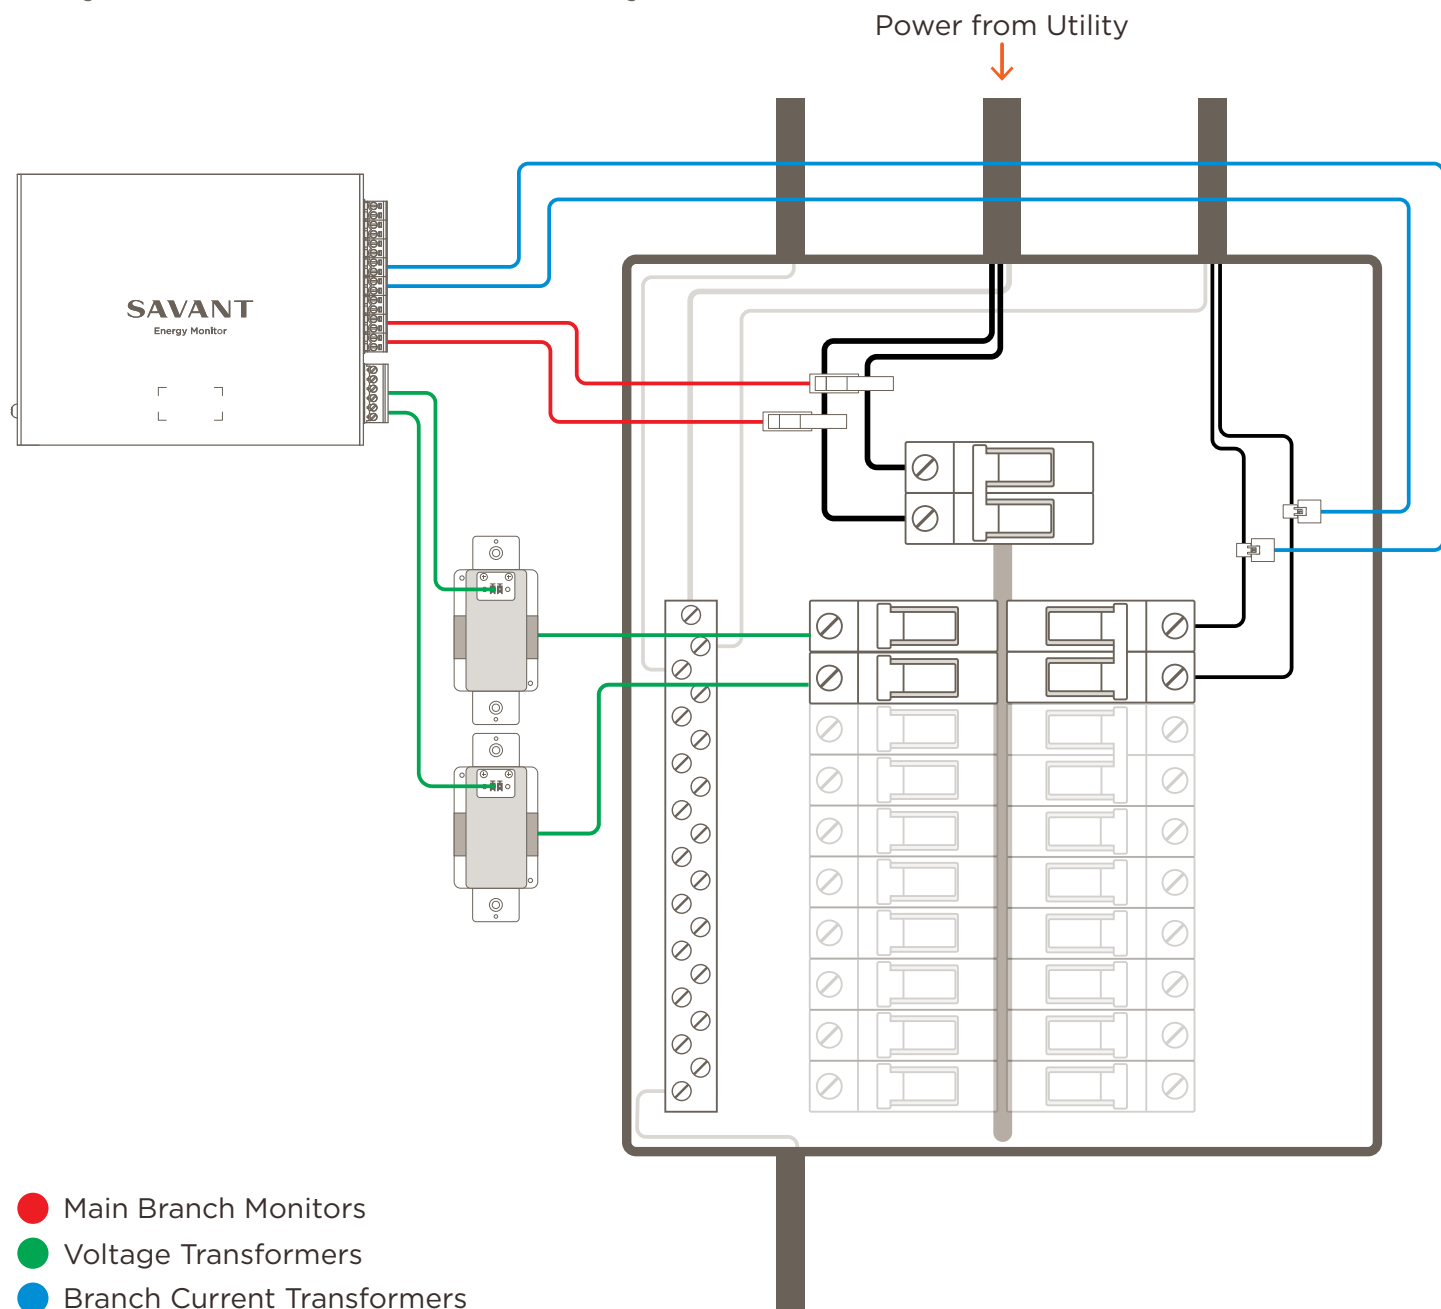 Power from Utility
SAVANT
Energy Monitor
Main Branch Monitors
Voltage Transformers
Branch Current Transformers